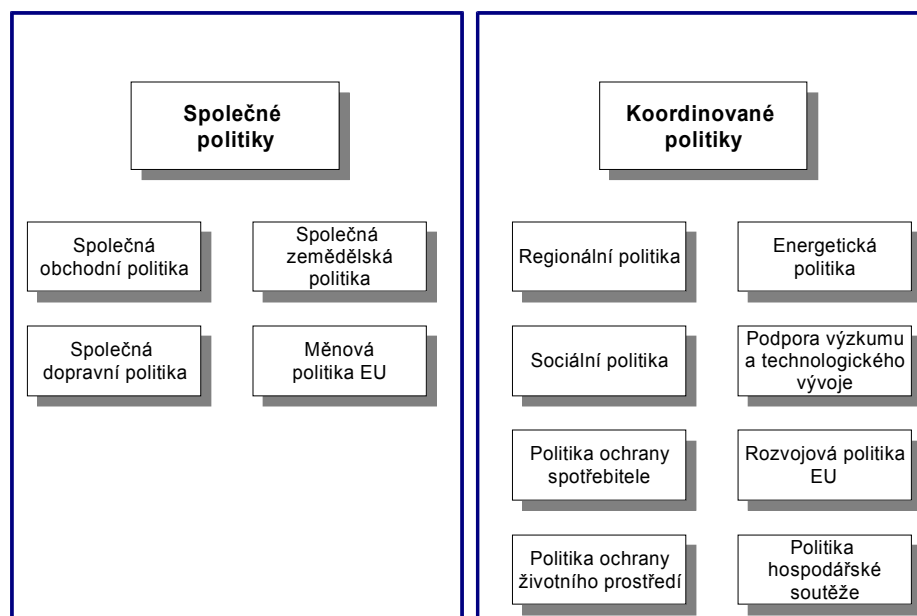 Společné
politiky
Společná
obchodní politika
Společná
zemědělská
politika
Společná
dopravní politika
Měnová
politika EU
Koordinované
politiky
Regionální politika
Energetická
politika
Sociální politika
Podpora výzkumu
a technologického
vývoje
Politika ochrany
spotřebitele
Rozvojová politika
EU
Politika ochrany
životního prostředí
Politika
hospodářské
soutěže